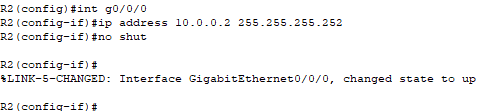 R2(config)#int g0/0/0
R2(config-if)#ip address 10.0.0.2 255.255.255.252
R2(config-if)#no shut
R2(config-if)#
%LINK-5-CHANGED: Interface GigabitEthernet0/0/0, changed state to up
R2(config-if)#